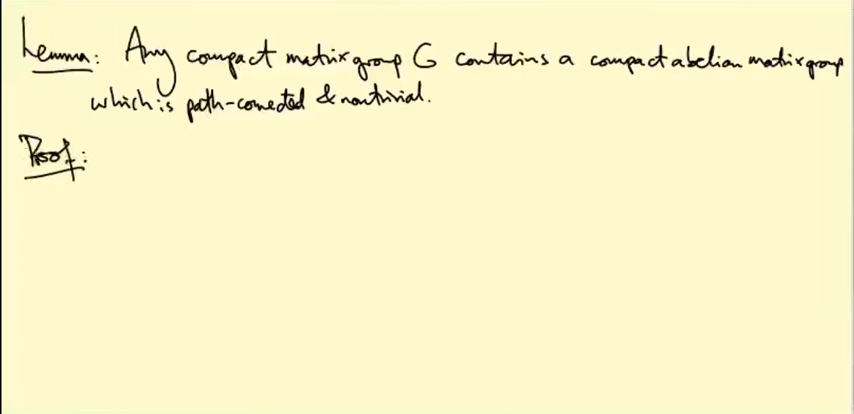 Lemma: Any compact matrix group G contains a compact abelian matrix group
which is path-connected & nontrivial.
Proof: